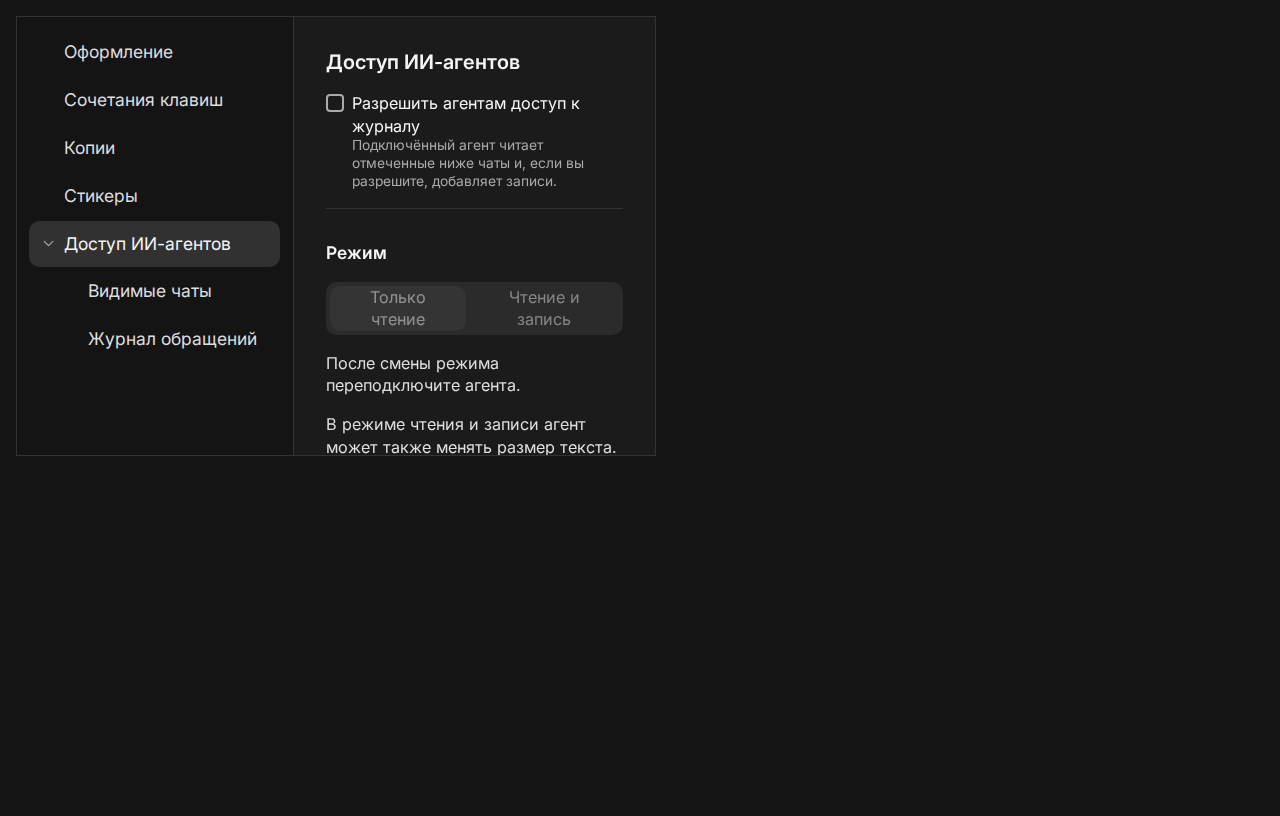 Оформление
Сочетания клавиш
Копии
Стикеры
Доступ ИИ-агентов
Видимые чаты
Журнал обращений
Доступ ИИ-агентов
Разрешить агентам доступ к
журналу
Подключённый агент читает
отмеченные ниже чаты и, если вы
разрешите, добавляет записи.
Режим
Только
чтение
Чтение и
запись
После смены режима
переподключите агента.
В режиме чтения и записи агент
может также менять размер текста.